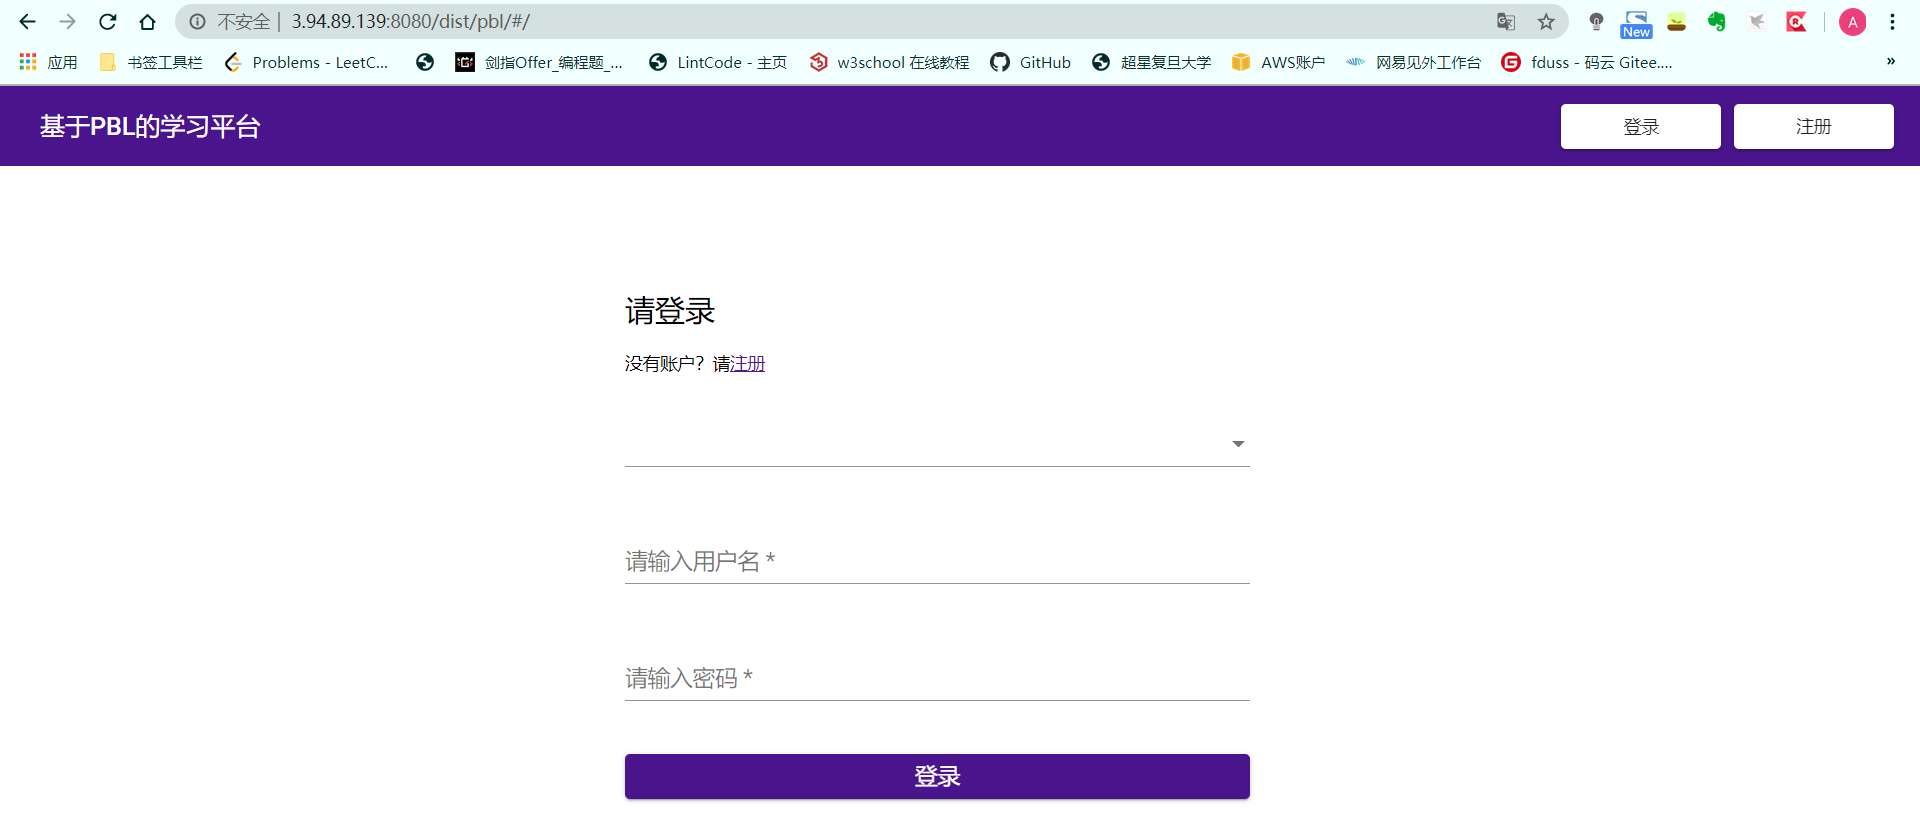 不安全 | 3.94.89.139:8080/dist/pbl/#/
New
A
应用 书签工具栏 Problems - LeetC... 剑指Offer_编程题_... LintCode - 主页 w3school 在线教程 GitHub 超星复旦大学 AWS账户 网易见外工作台 fduss - 码云 Gitee.... »
基于PBL的学习平台 登录 注册
请登录
没有账户？请注册
请输入用户名 *
请输入密码 *
登录